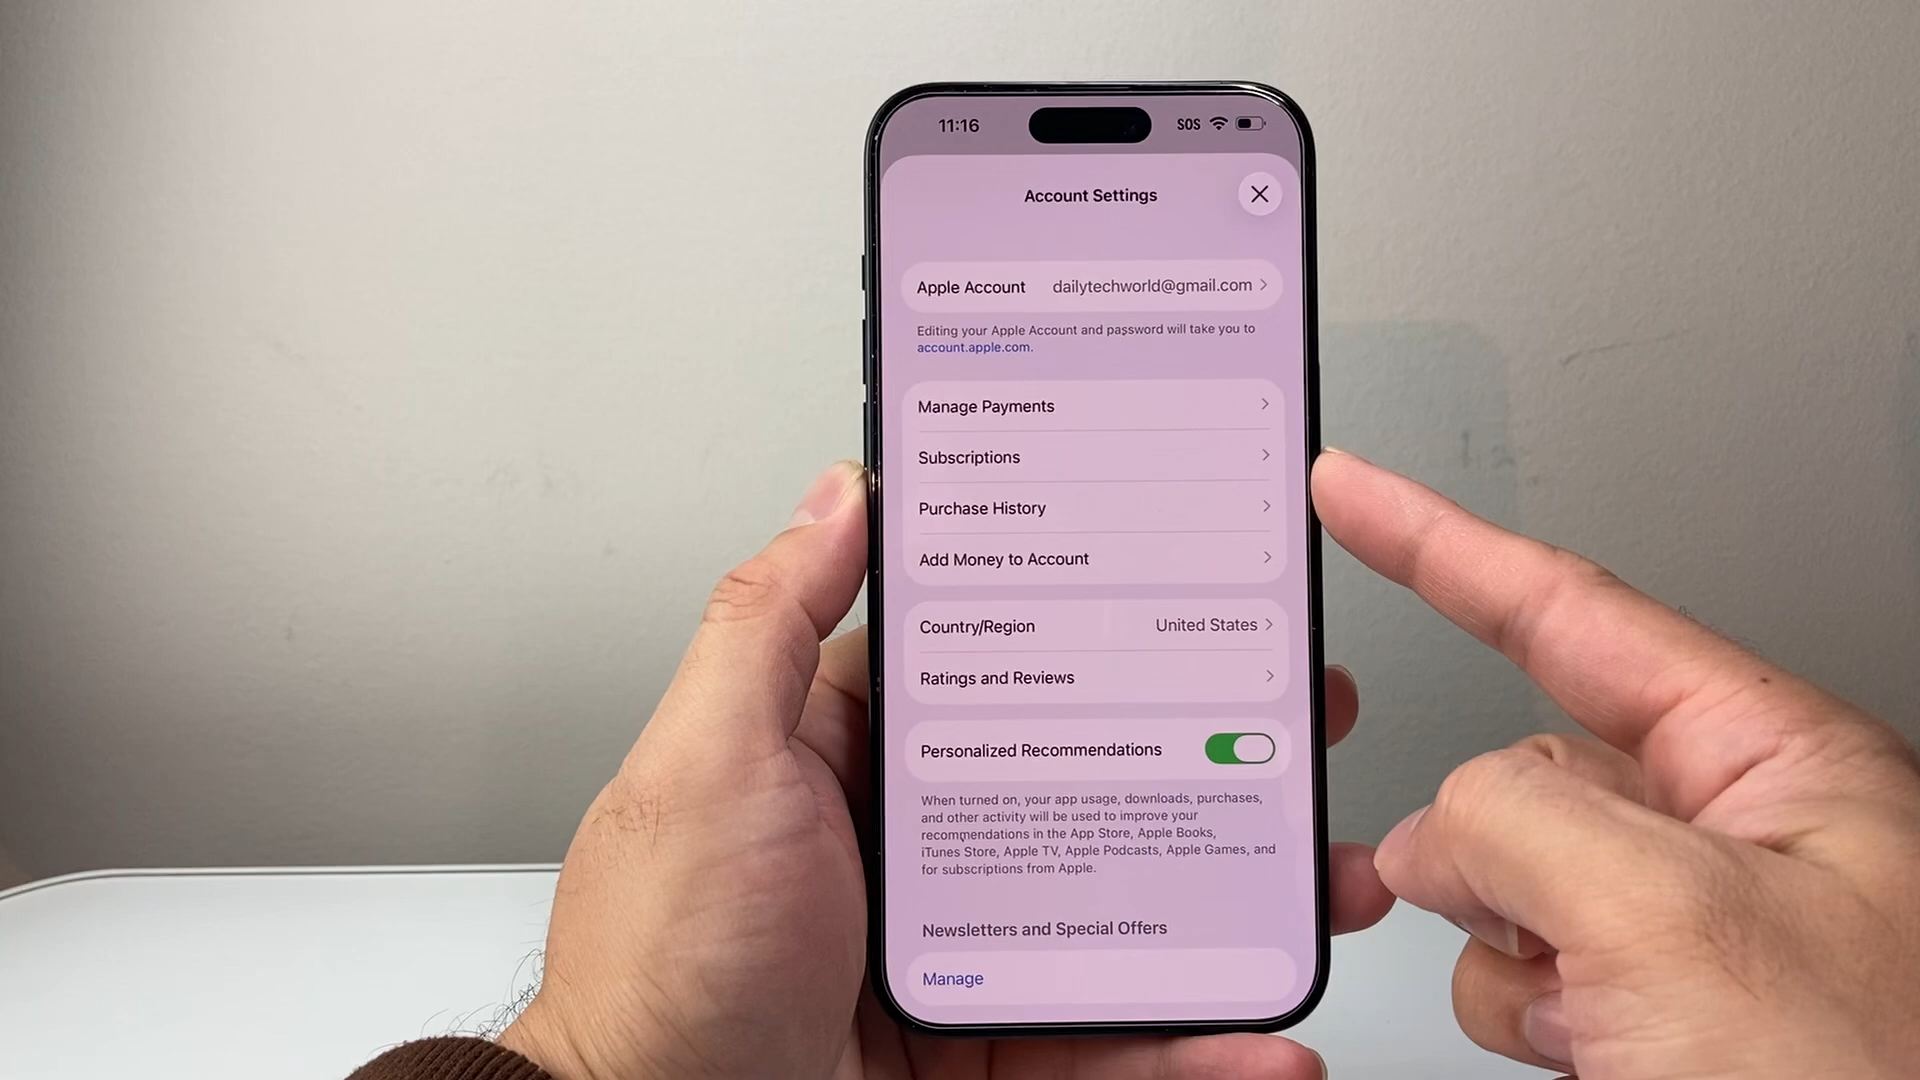 11:16 SOS
Account Settings
Apple Account dailytechworld@gmail.com
Editing your Apple Account and password will take you to
account.apple.com.
Manage Payments
Subscriptions
Purchase History
Add Money to Account
Country/Region United States
Ratings and Reviews
Personalized Recommendations
When turned on, your app usage, downloads, purchases,
and other activity will be used to improve your
recommendations in the App Store, Apple Books,
iTunes Store, Apple TV, Apple Podcasts, Apple Games, and
for subscriptions from Apple.
Newsletters and Special Offers
Manage